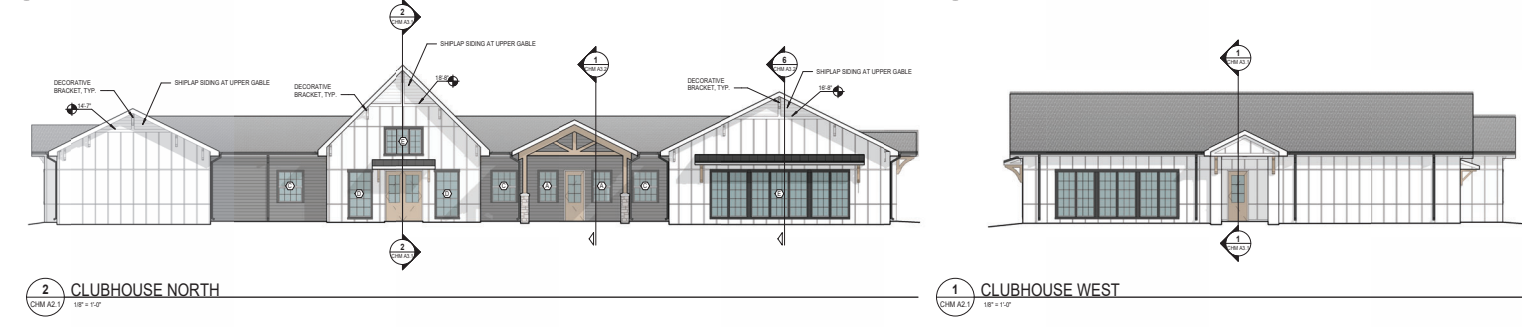 2
CHM A3.1
SHIPLAP SIDING AT UPPER GABLE
1
CHM A3.2
6
CHM A3.2
SHIPLAP SIDING AT UPPER GABLE
DECORATIVE
BRACKET, TYP.
SHIPLAP SIDING AT UPPER GABLE
14'-7"
DECORATIVE
BRACKET, TYP.
18'-8"
DECORATIVE
BRACKET, TYP.
16'-8"
E
C
D
D
C
A
A
C
E
2
CHM A3.1
2
CHM A2.1
CLUBHOUSE NORTH
1/8" = 1'-0"
1
CHM A3.1
1
CHM A3.1
1
CHM A2.1
CLUBHOUSE WEST
1/8" = 1'-0"